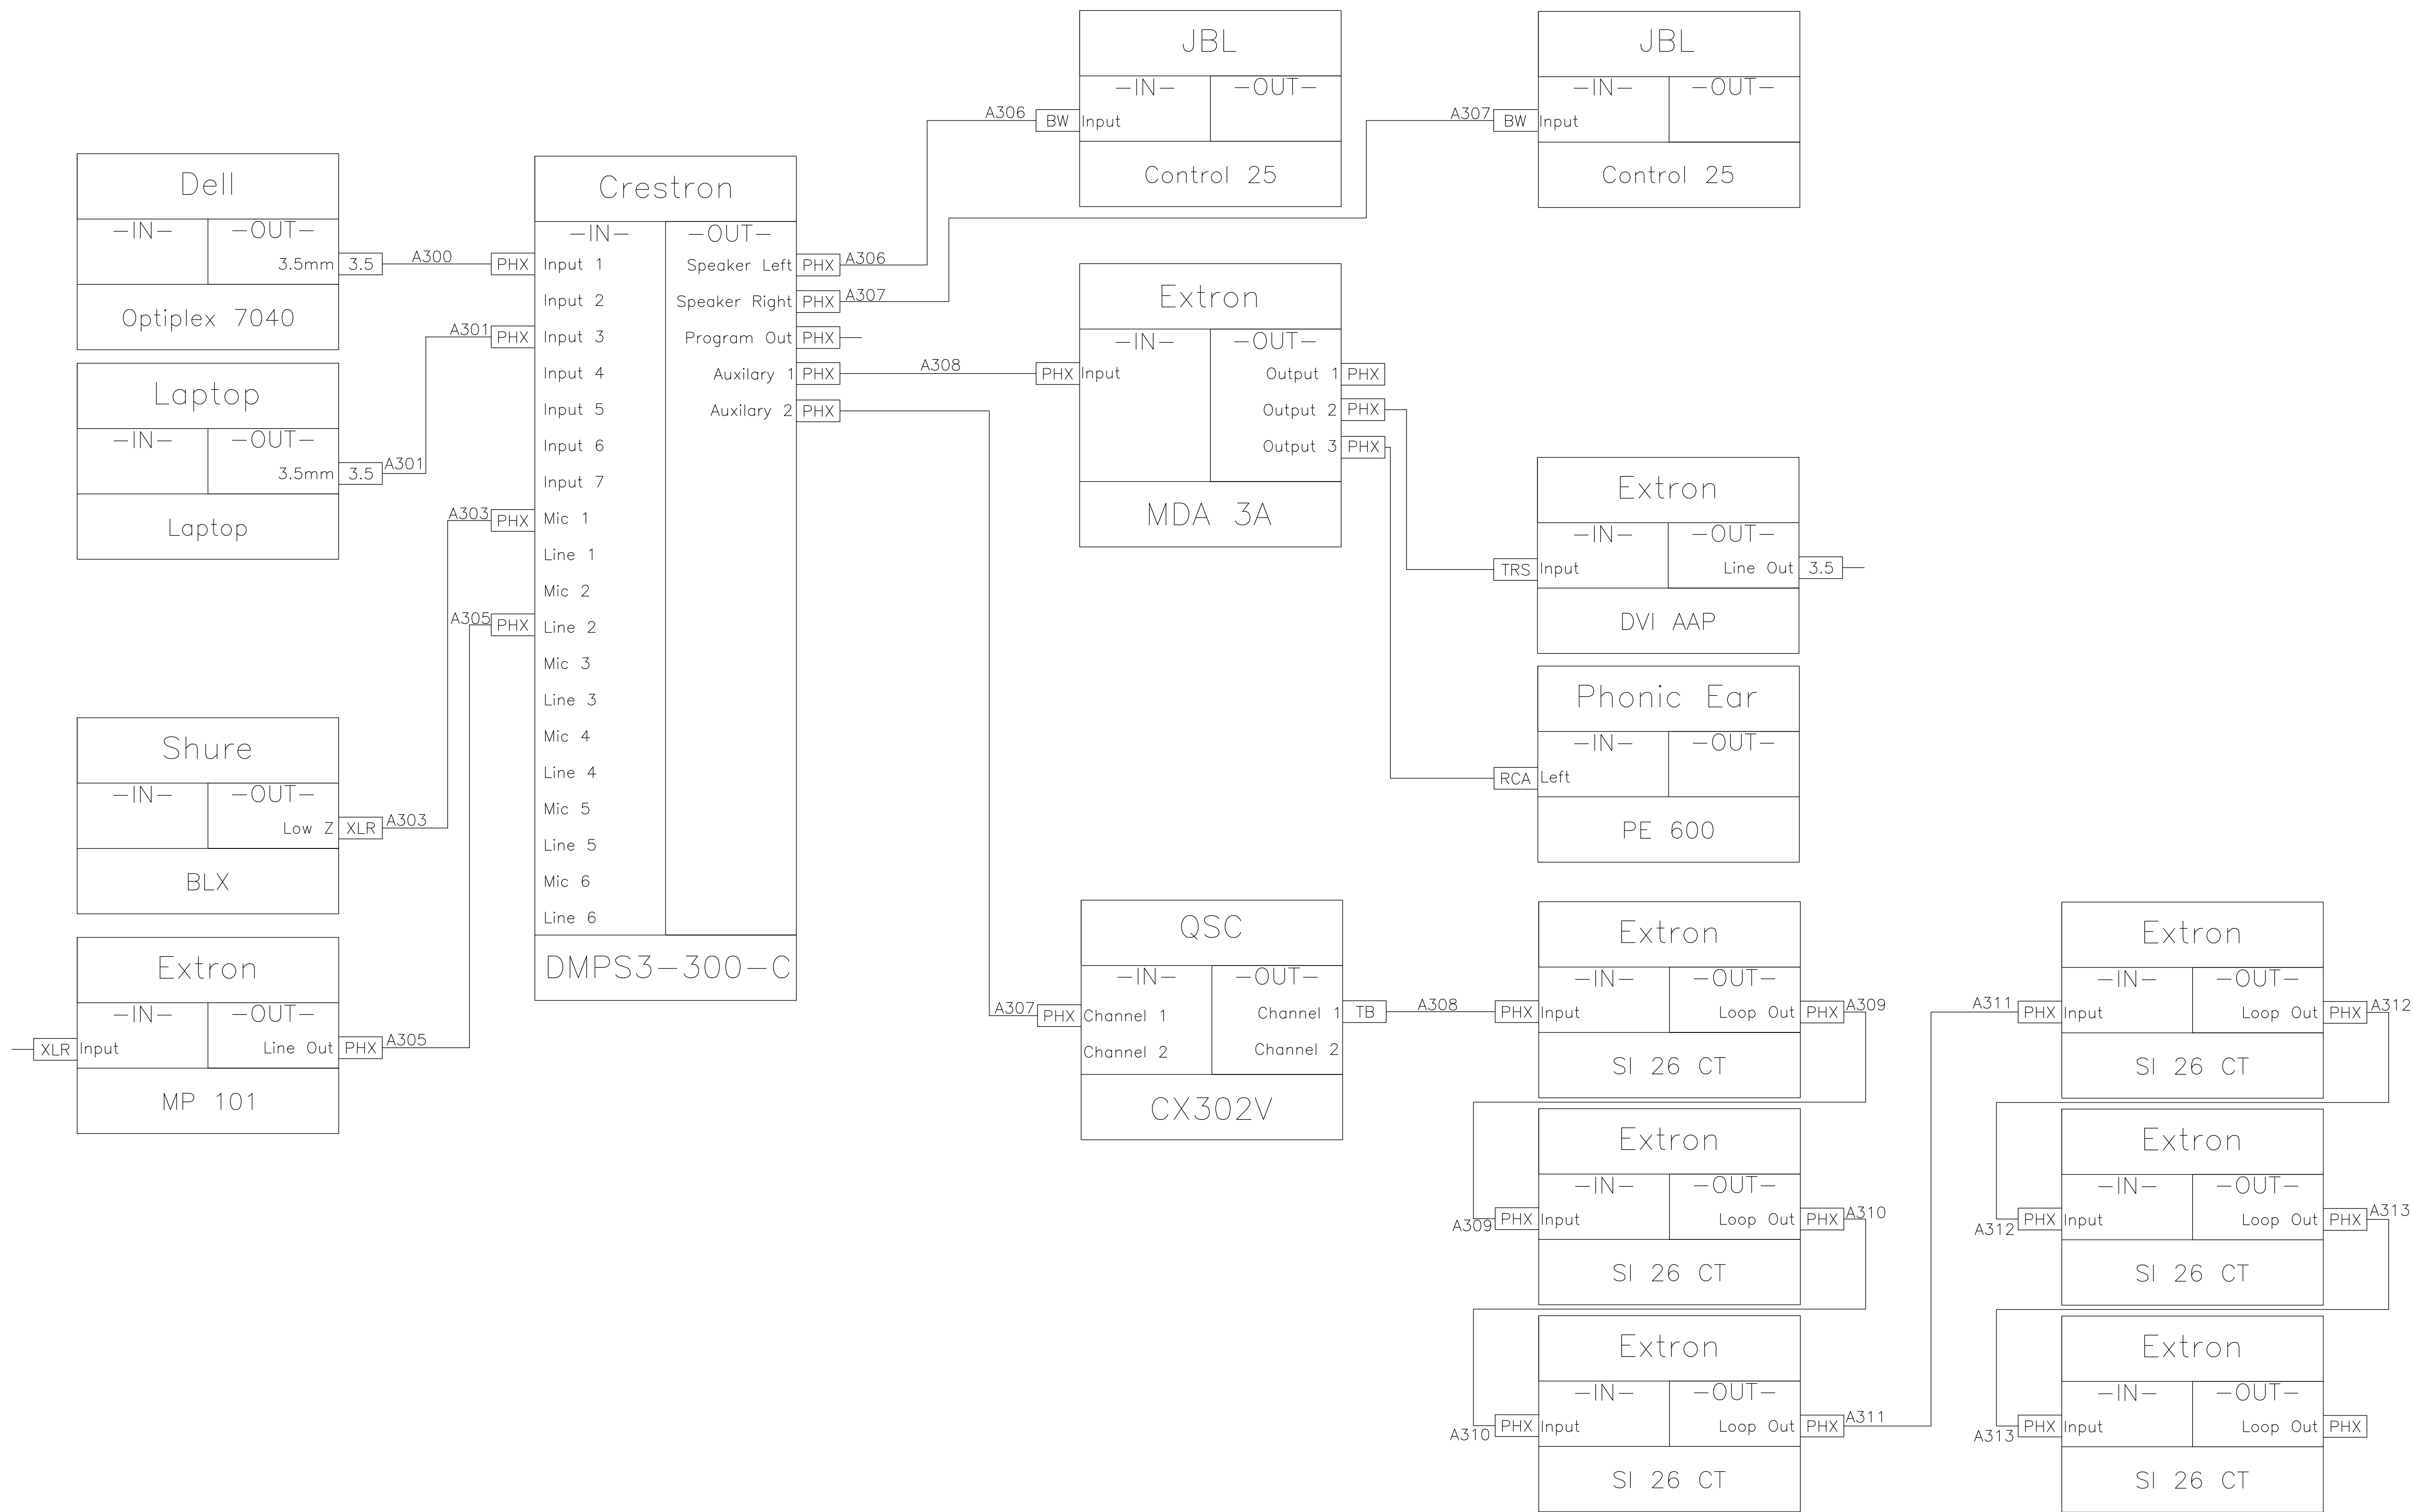 JBL
-IN- -OUT-
A306 BW Input
Control 25
JBL
-IN- -OUT-
A307 BW Input
Control 25
Dell
-IN- -OUT-
3.5mm 3.5 A300
Optiplex 7040
Laptop
-IN- -OUT-
3.5mm 3.5 A301
Laptop
Shure
-IN- -OUT-
Low Z XLR A303
BLX
Extron
-IN- -OUT-
XLR Input Line Out PHX A305
MP 101
Crestron
-IN- -OUT-
PHX Input 1 Speaker Left PHX A306
Input 2 Speaker Right PHX A307
A301 PHX Input 3 Program Out PHX
Input 4 Auxilary 1 PHX A308
Input 5 Auxilary 2 PHX
Input 6
Input 7
A303 PHX Mic 1
Line 1
Mic 2
A305 PHX Line 2
Mic 3
Line 3
Mic 4
Line 4
Mic 5
Line 5
Mic 6
Line 6
DMPS3-300-C
Extron
-IN- -OUT-
PHX Input Output 1 PHX
Output 2 PHX
Output 3 PHX
MDA 3A
Extron
-IN- -OUT-
TRS Input Line Out 3.5
DVI AAP
Phonic Ear
-IN- -OUT-
RCA Left
PE 600
QSC
-IN- -OUT-
A307 PHX Channel 1 Channel 1 TB A308
Channel 2 Channel 2
CX302V
Extron
-IN- -OUT-
PHX Input Loop Out PHX A309
SI 26 CT
Extron
-IN- -OUT-
A309 PHX Input Loop Out PHX A310
SI 26 CT
Extron
-IN- -OUT-
A310 PHX Input Loop Out PHX A311
SI 26 CT
Extron
-IN- -OUT-
A311 PHX Input Loop Out PHX A312
SI 26 CT
Extron
-IN- -OUT-
A312 PHX Input Loop Out PHX A313
SI 26 CT
Extron
-IN- -OUT-
A313 PHX Input Loop Out PHX
SI 26 CT